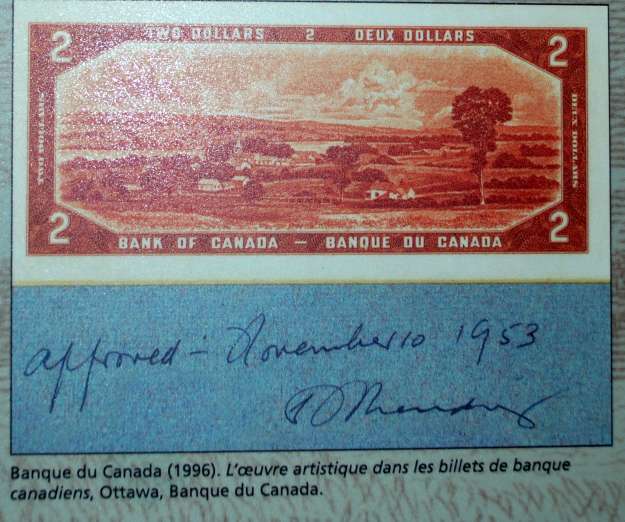 2 TWO DOLLARS 2 DEUX DOLLARS 2
TWO DOLLARS
DEUX DOLLARS
2 BANK OF CANADA — BANQUE DU CANADA 2
approved - November 10 1953
Banque du Canada (1996). L'œuvre artistique dans les billets de banque
canadiens, Ottawa, Banque du Canada.